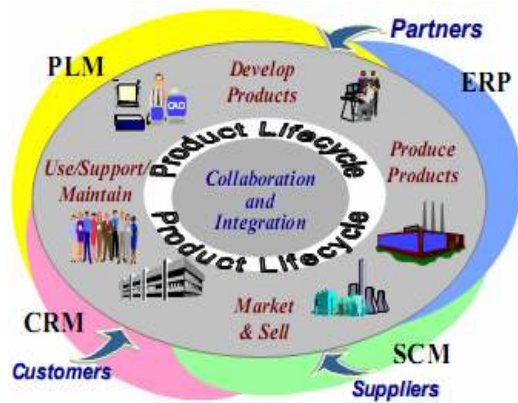 Partners
PLM
Develop
Products
ERP
Product Lifecycle
Use/Support/
Maintain
Produce
Products
Collaboration
and
Integration
Product Lifecycle
Market
& Sell
CRM
SCM
Customers
Suppliers